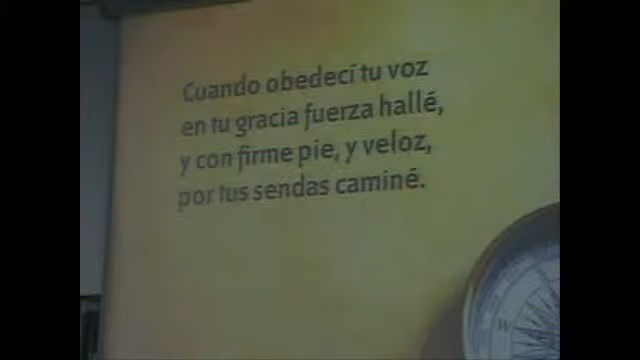 Cuando obedecí tu voz
en tu gracia fuerza hallé,
y con firme pie, y veloz,
por tus sendas caminé.
W